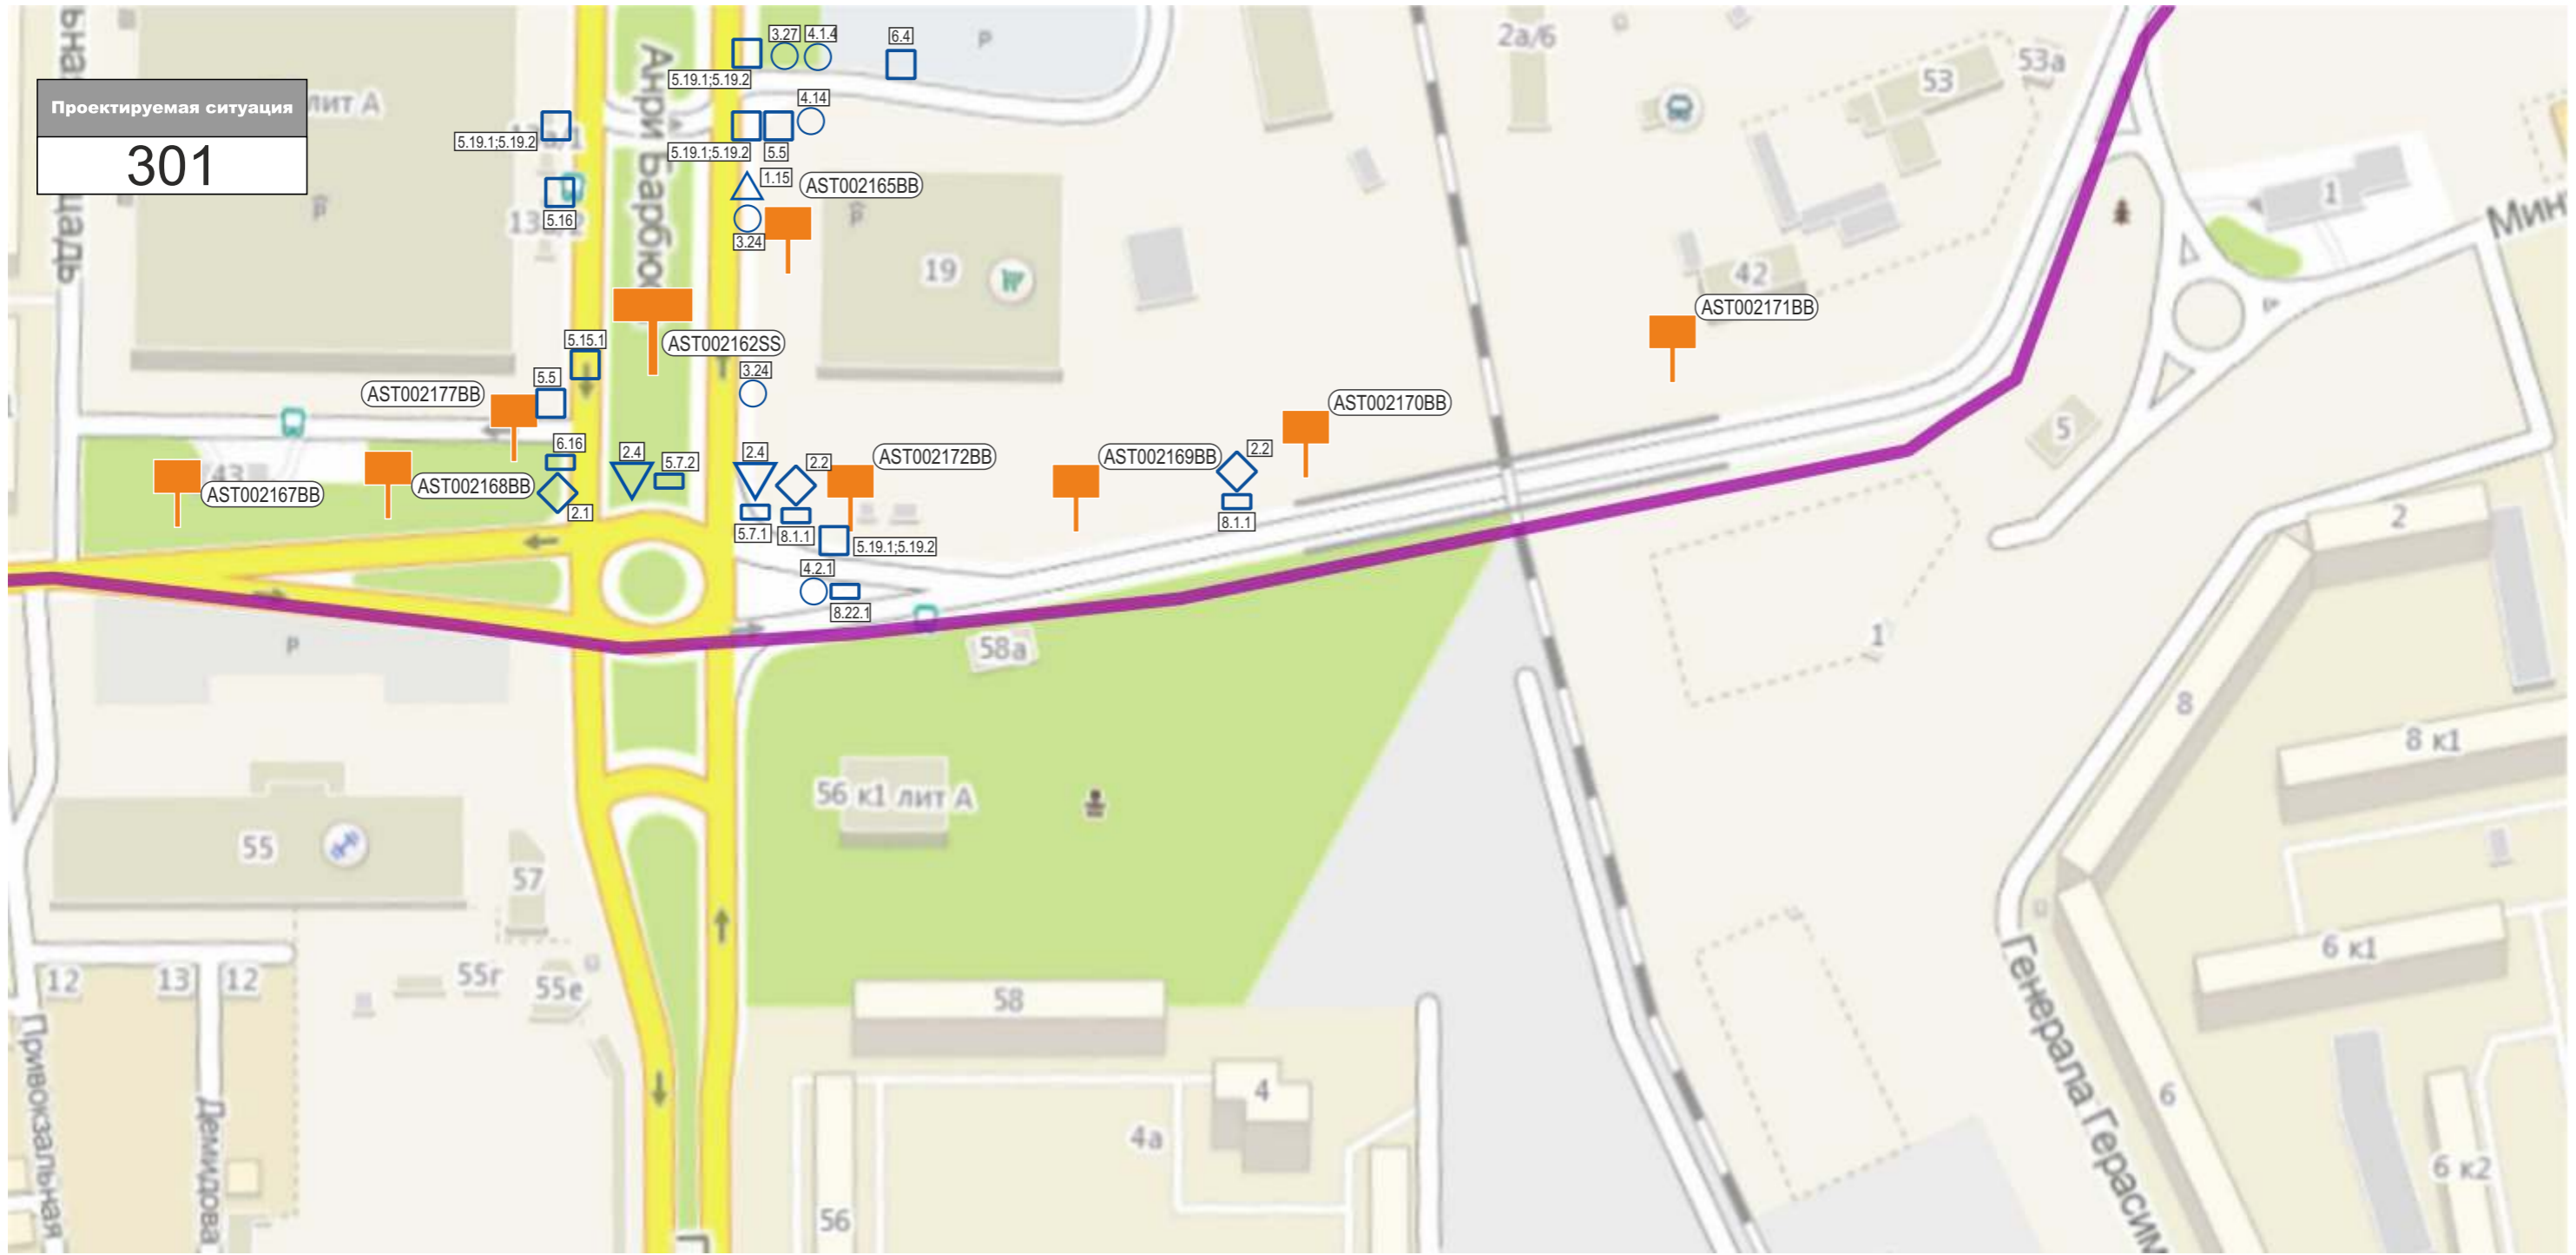 Проектируемая ситуация
301
лит А
Анри Барбюс
щадь
3.27
4.1.4
6.4
5.19.1;5.19.2
4.14
5.19.1;5.19.2
5.19.1;5.19.2
5.5
1.15
AST002165BB
5.16
3.24
P
P
P
19
2а/6
53
53а
42
1
Мин
AST002171BB
5.15.1
AST002162SS
3.24
5.5
AST002177BB
AST002170BB
6.16
2.4
5.7.2
2.4
2.2
AST002172BB
AST002169BB
2.2
5
43
AST002167BB
AST002168BB
2.1
5.7.1
8.1.1
8.1.1
5.19.1;5.19.2
2
4.2.1
8.22.1
P
58а
1
8
8 к1
56 к1 лит А
55
57
6 к1
12
13
12
55г
55е
58
Привокзальная
Демидова
Генерала Герасим
4
4а
6
6 к2
56